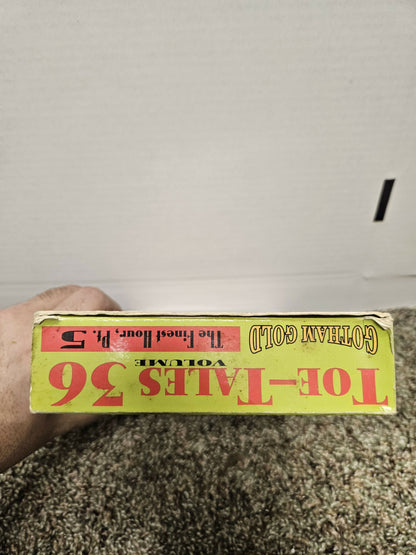 TOE-TALES 36
VOLUME
GOTHAM GOLD
The Finest Hour, Pt. 5